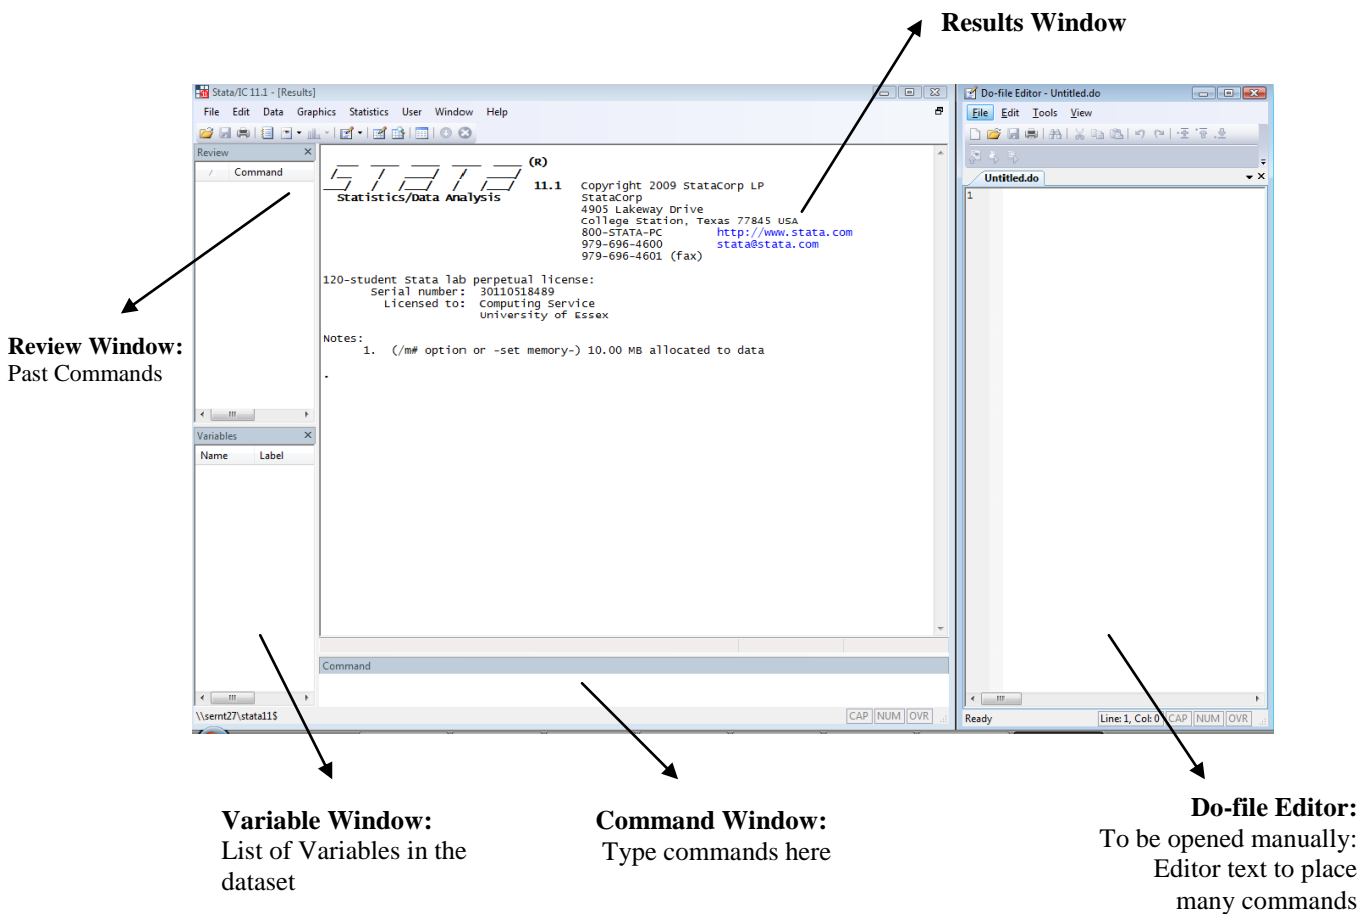 Results Window
Stata/IC 11.1 - [Results]
File Edit Data Graphics Statistics User Window Help
Review
Command
(R)
STATA
11.1 Copyright 2009 StataCorp LP
Statistics/Data Analysis StataCorp
4905 Lakeway Drive
College Station, Texas 77845 USA
800-STATA-PC http://www.stata.com
979-696-4600 stata@stata.com
979-696-4601 (fax)
120-student Stata lab perpetual license:
Serial number: 30110518489
Licensed to: Computing Service
University of Essex
Notes:
1. (/m# option or -set memory-) 10.00 MB allocated to data
.
Variables
Name Label
Command
\\sernt27\stata11$
CAP NUM OVR
Do-file Editor - Untitled.do
File Edit Tools View
Untitled.do
1
Ready Line: 1, Col: 0 CAP NUM OVR
Review Window:
Past Commands
Variable Window:
List of Variables in the
dataset
Command Window:
Type commands here
Do-file Editor:
To be opened manually:
Editor text to place
many commands